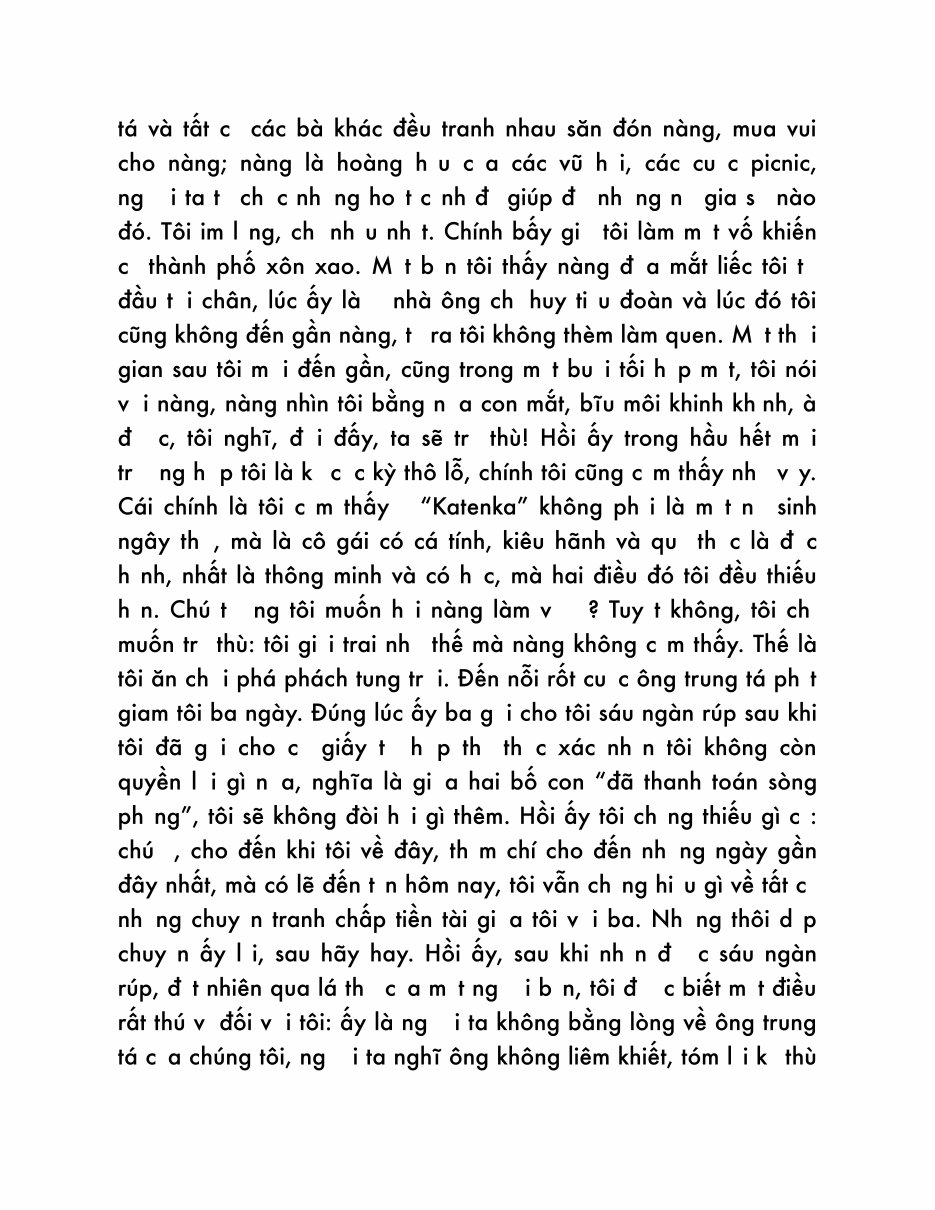 tá và tất c  các bà khác đều tranh nhau săn đón nàng, mua vui
cho nàng; nàng là hoàng h u c a các vũ h i, các cu c picnic,
ng   i ta t  ch c nh ng ho t c nh đ  giúp đ  nh ng n  gia s  nào
đó. Tôi im l ng, ch  nh u nh t. Chính bấy gi  tôi làm m t vố khiến
c  thành phố xôn xao. M t b n tôi thấy nàng đ a mắt liếc tôi t 
đầu t i chân, lúc ấy là   nhà ông ch  huy ti u đoàn và lúc đó tôi
cũng không đến gần nàng, t  ra tôi không thèm làm quen. M t th i
gian sau tôi m i đến gần, cũng trong m t bu i tối h p m t, tôi nói
v i nàng, nàng nhìn tôi bằng n a con mắt, bĩu môi khinh kh nh, à
đ  c, tôi nghĩ, đ i đấy, ta sẽ tr  thù! Hồi ấy trong hầu hết m i
tr  ng h p tôi là k  c c kỳ thô lỗ, chính tôi cũng c m thấy nh  v y.
Cái chính là tôi c m thấy   “Katenka” không ph i là m t n  sinh
ngây th , mà là cô gái có cá tính, kiêu hãnh và qu  th c là đ c
h nh, nhất là thông minh và có h c, mà hai điều đó tôi đều thiếu
h n. Chú t  ng tôi muốn h i nàng làm v   ? Tuy t không, tôi ch 
muốn tr  thù: tôi gi i trai nh  thế mà nàng không c m thấy. Thế là
tôi ăn ch i phá phách tung tr i. Đến nỗi rốt cu c ông trung tá ph t
giam tôi ba ngày. Đúng lúc ấy ba g i cho tôi sáu ngàn rúp sau khi
tôi đã g i cho c  giấy t  h p th  th c xác nh n tôi không còn
quyền l i gì n a, nghĩa là gi a hai bố con “đã thanh toán sòng
ph ng”, tôi sẽ không đòi h i gì thêm. Hồi ấy tôi ch ng thiếu gì c :
chú  , cho đến khi tôi về đây, th m chí cho đến nh ng ngày gần
đây nhất, mà có lẽ đến t n hôm nay, tôi vẫn ch ng hi u gì về tất c 
nh ng chuy n tranh chấp tiền tài gi a tôi v i ba. Nh ng thôi d p
chuy n ấy l i, sau hãy hay. Hồi ấy, sau khi nh n đ  c sáu ngàn
rúp, đ t nhiên qua lá th  c a m t ng  i b n, tôi đ  c biết m t điều
rất thú v  đối v i tôi: ấy là ng  i ta không bằng lòng về ông trung
tá c a chúng tôi, ng  i ta nghĩ ông không liêm khiết, tóm l i k  thù